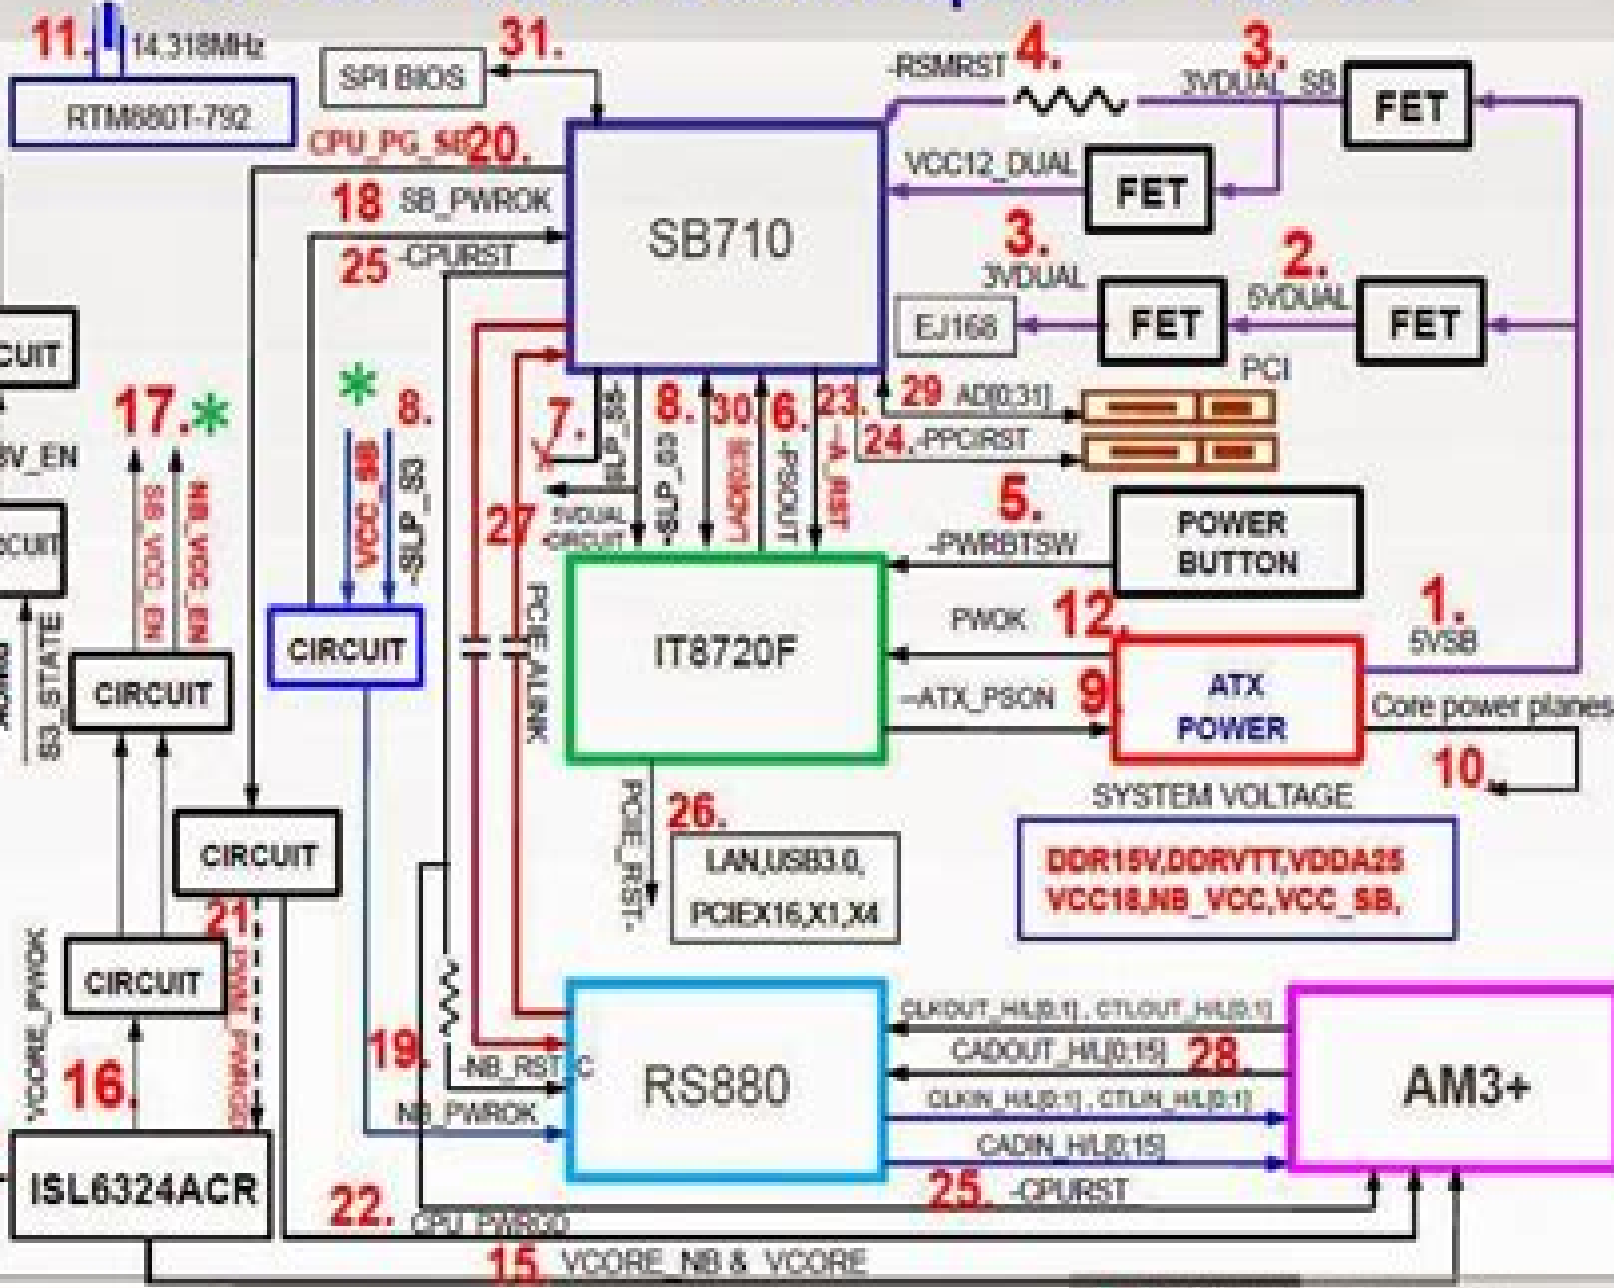 11.
14.318MHz
RTM880T-792
31.
SPI BIOS
-RSMRST
4.
3.
3VDUAL_SB
FET
CPU_PG_SB
20.
18
SB_PWROK
25
-CPURST
SB710
VCC12_DUAL
FET
3.
3VDUAL
2.
5VDUAL
EJ168
FET
FET
PCI
CUIT
17.*
*
8.
7.
8.
30.
6.
23.
29
AD[0;31]
24.
-PPCIRST
3V_EN
SB_VCC_EN
NB_VCC_EN
VCC_SB
-SLP_S3
-SLP_S3
-PSOUT
-A_RST
27
5VDUAL
CIRCUIT
5.
-PWRBTSW
POWER
BUTTON
CUIT
S3_STATE
CIRCUIT
CIRCUIT
PCIE_ALINK
IT8720F
PWOK
12.
1.
5VSB
-ATX_PSON
9.
ATX
POWER
Core power planes
10.
SYSTEM VOLTAGE
DDR15V,DDRVTT,VDDA25
VCC18,NB_VCC,VCC_SB,
PCIE_RST-
26.
LAN,USB3.0,
PCIEX16,X1,X4
CIRCUIT
21
PWM_PWRGD
CIRCUIT
VCORE_PWOK
16.
ISL6324ACR
19.
-NB_RST_C
NB_PWROK
RS880
CLKOUT_H/L[0;1] , CTLOUT_H/L[0;1]
CADOUT_H/L[0;15]
28.
CLKIN_H/L[0;1] , CTLIN_H/L[0;1]
CADIN_H/L[0;15]
AM3+
25.
-CPURST
22.
CPU_PWRGD
15.
VCORE_NB & VCORE